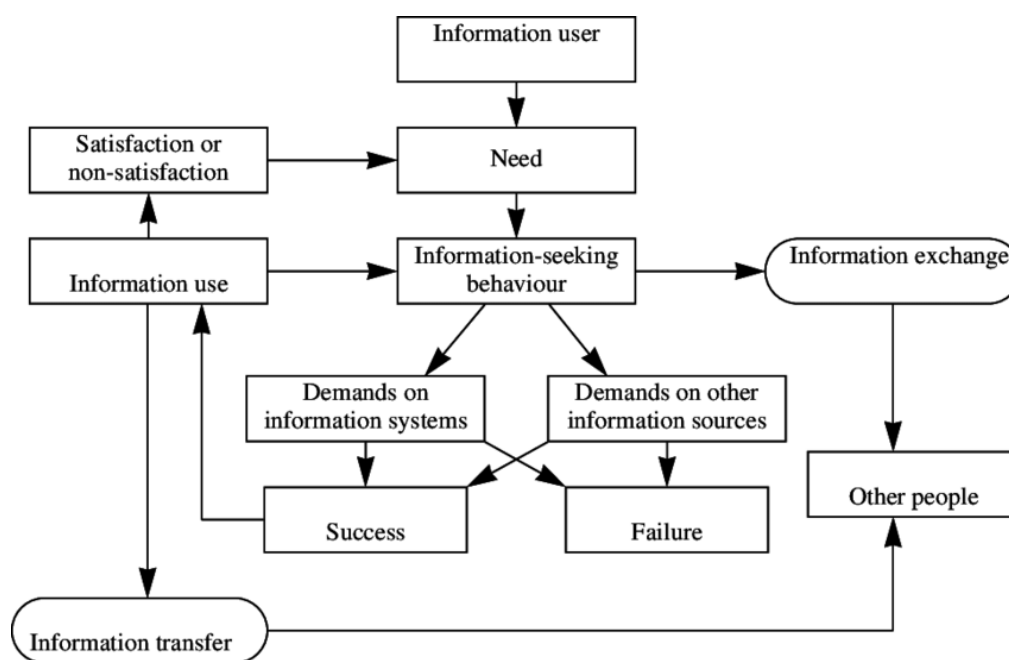 Information user
Satisfaction or
non-satisfaction
Need
Information use
Information-seeking
behaviour
Information exchange
Demands on
information systems
Demands on other
information sources
Success
Failure
Other people
Information transfer